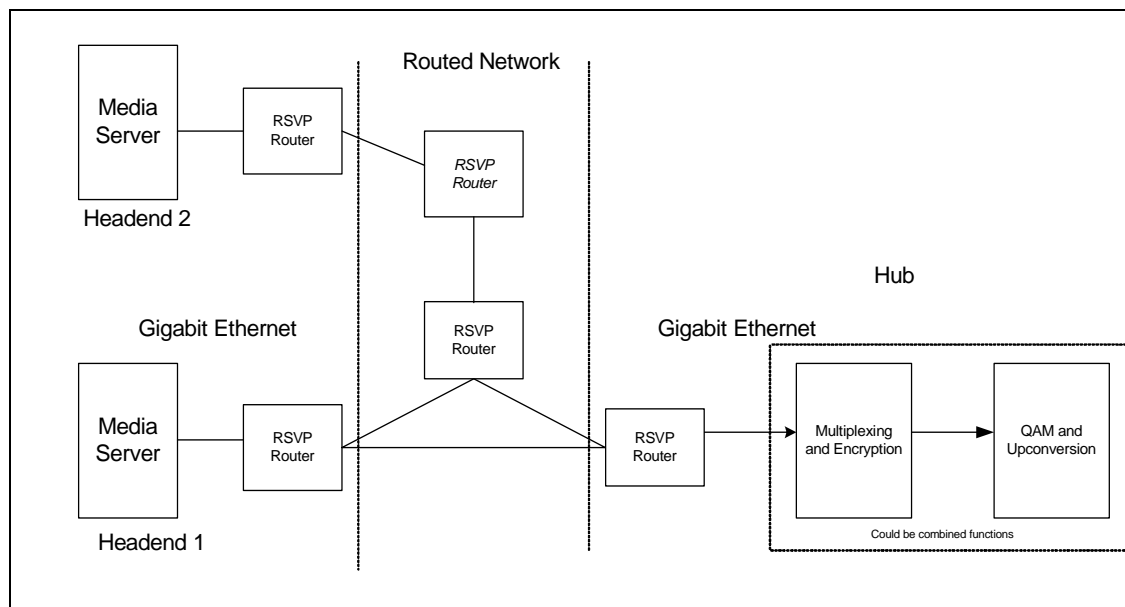 Routed Network
Media
Server
RSVP
Router
RSVP
Router
Headend 2
Hub
RSVP
Router
Gigabit Ethernet
Gigabit Ethernet
Media
Server
RSVP
Router
RSVP
Router
Multiplexing
and Encryption
QAM and
Upconversion
Could be combined functions
Headend 1